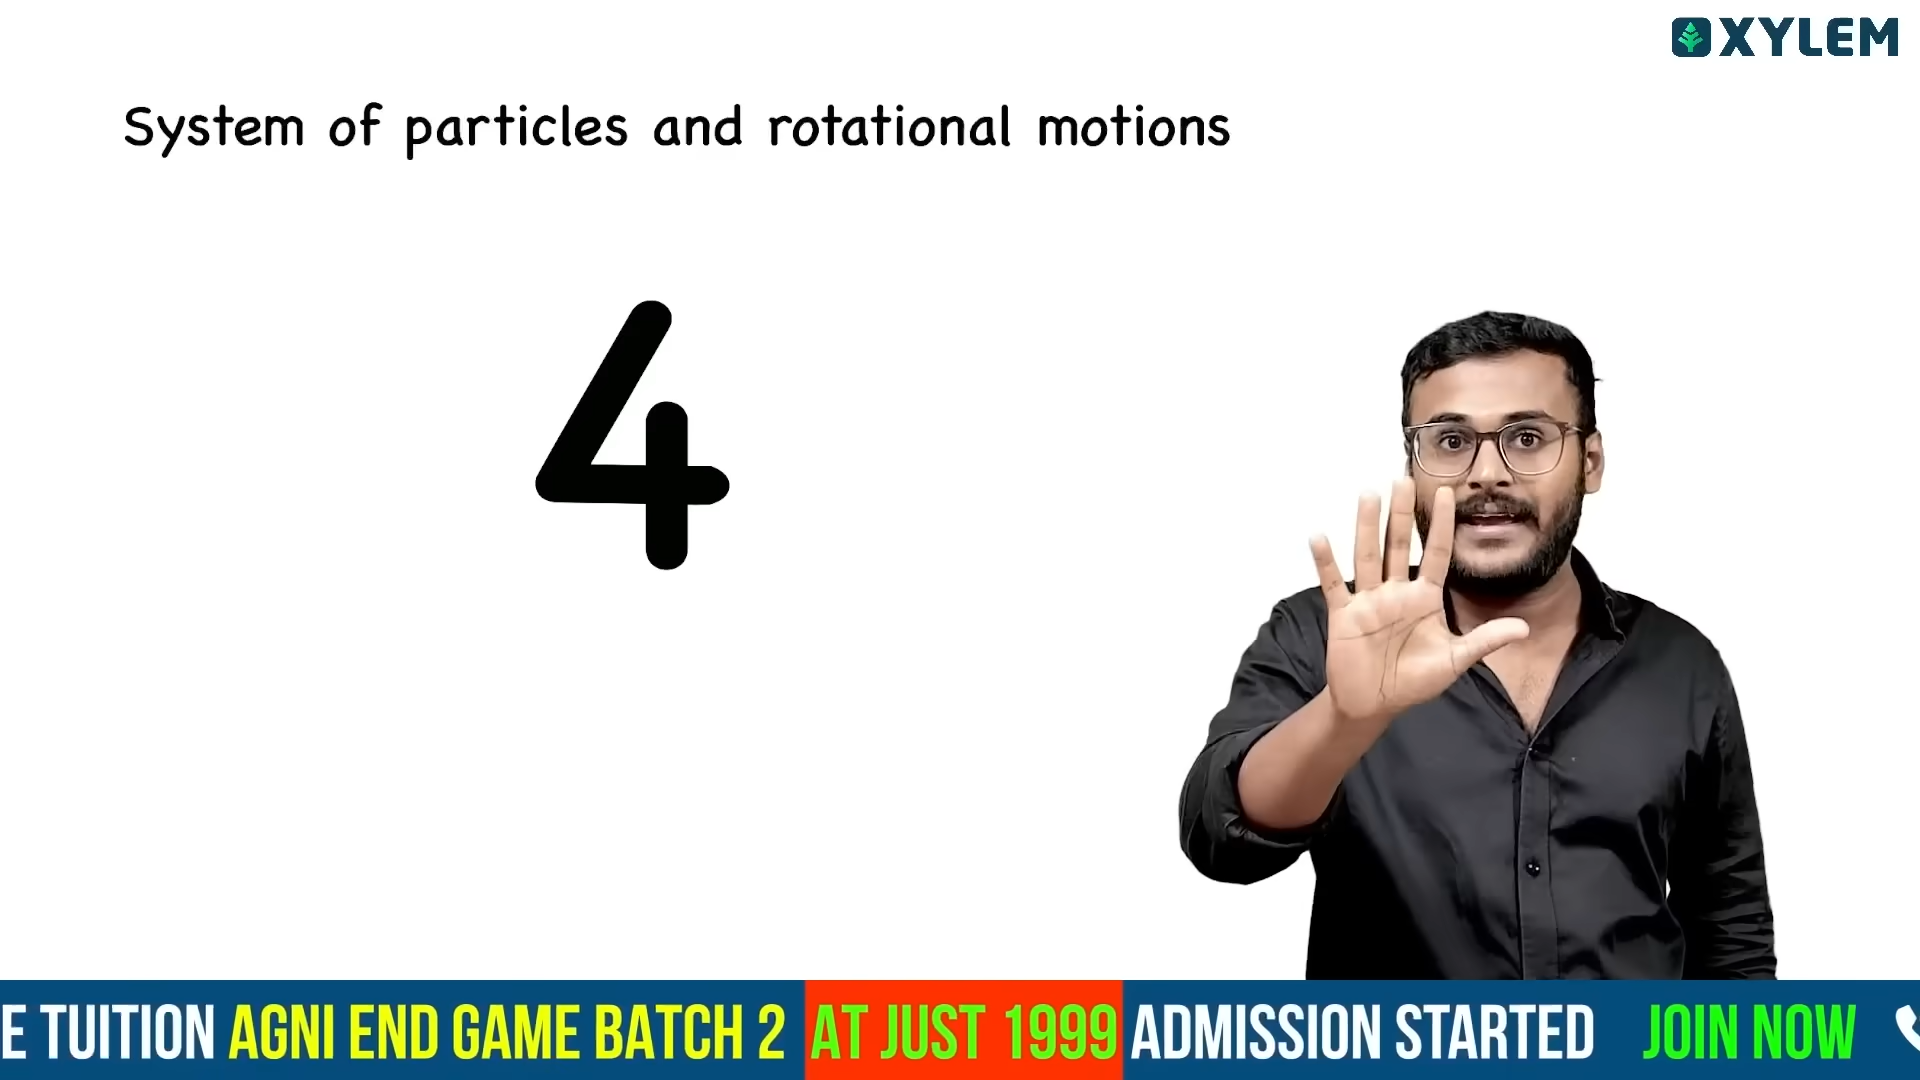 XYLEM
System of particles and rotational motions
4
E TUITION AGNI END GAME BATCH 2 AT JUST 1999 ADMISSION STARTED JOIN NOW